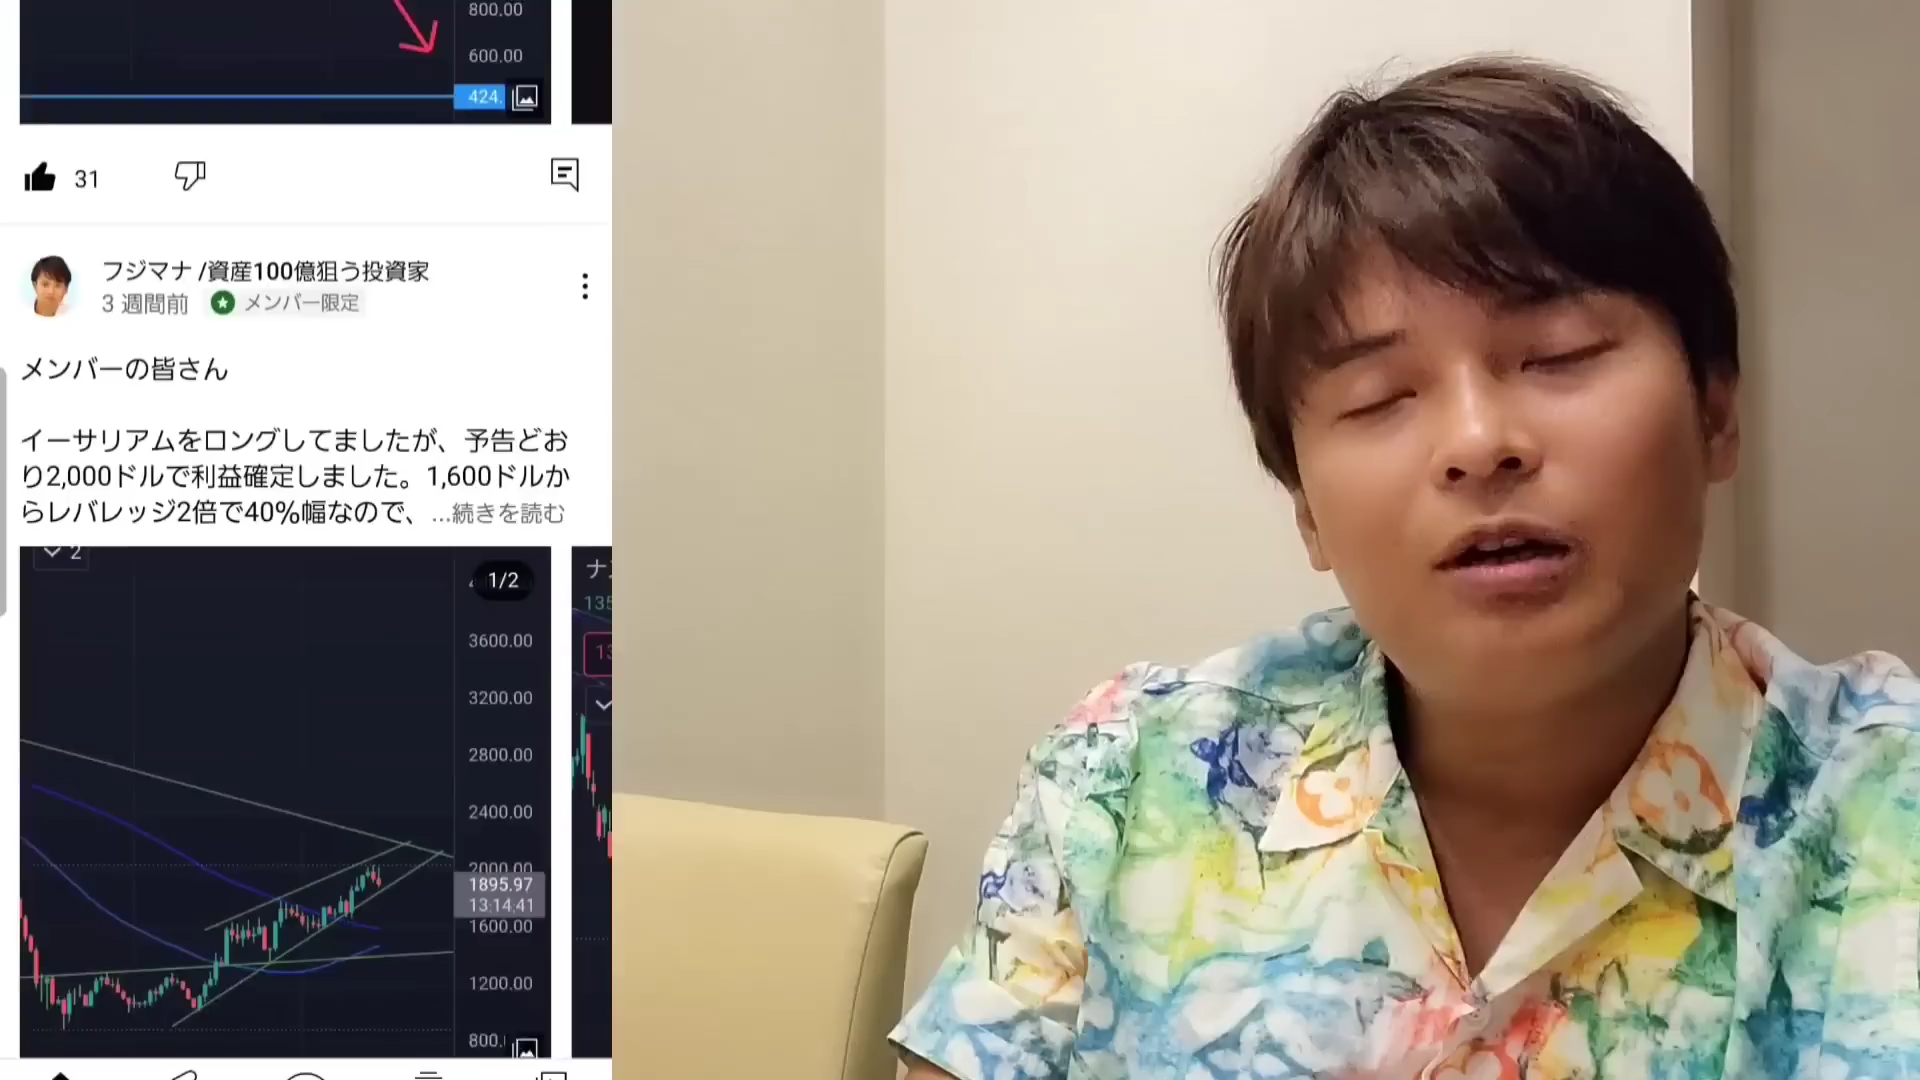 800.00
600.00
424.
31
フジマナ /資産100億狙う投資家
3 週間前 メンバー限定
メンバーの皆さん
イーサリアムをロングしてましたが、予告どお
り2,000ドルで利益確定しました。1,600ドルか
らレバレッジ2倍で40%幅なので、 ...続きを読む
2
1/2
3600.00
3200.00
2800.00
2400.00
2000.00
1895.97
13:14:41
1600.00
1200.00
800.
ナ
135
13